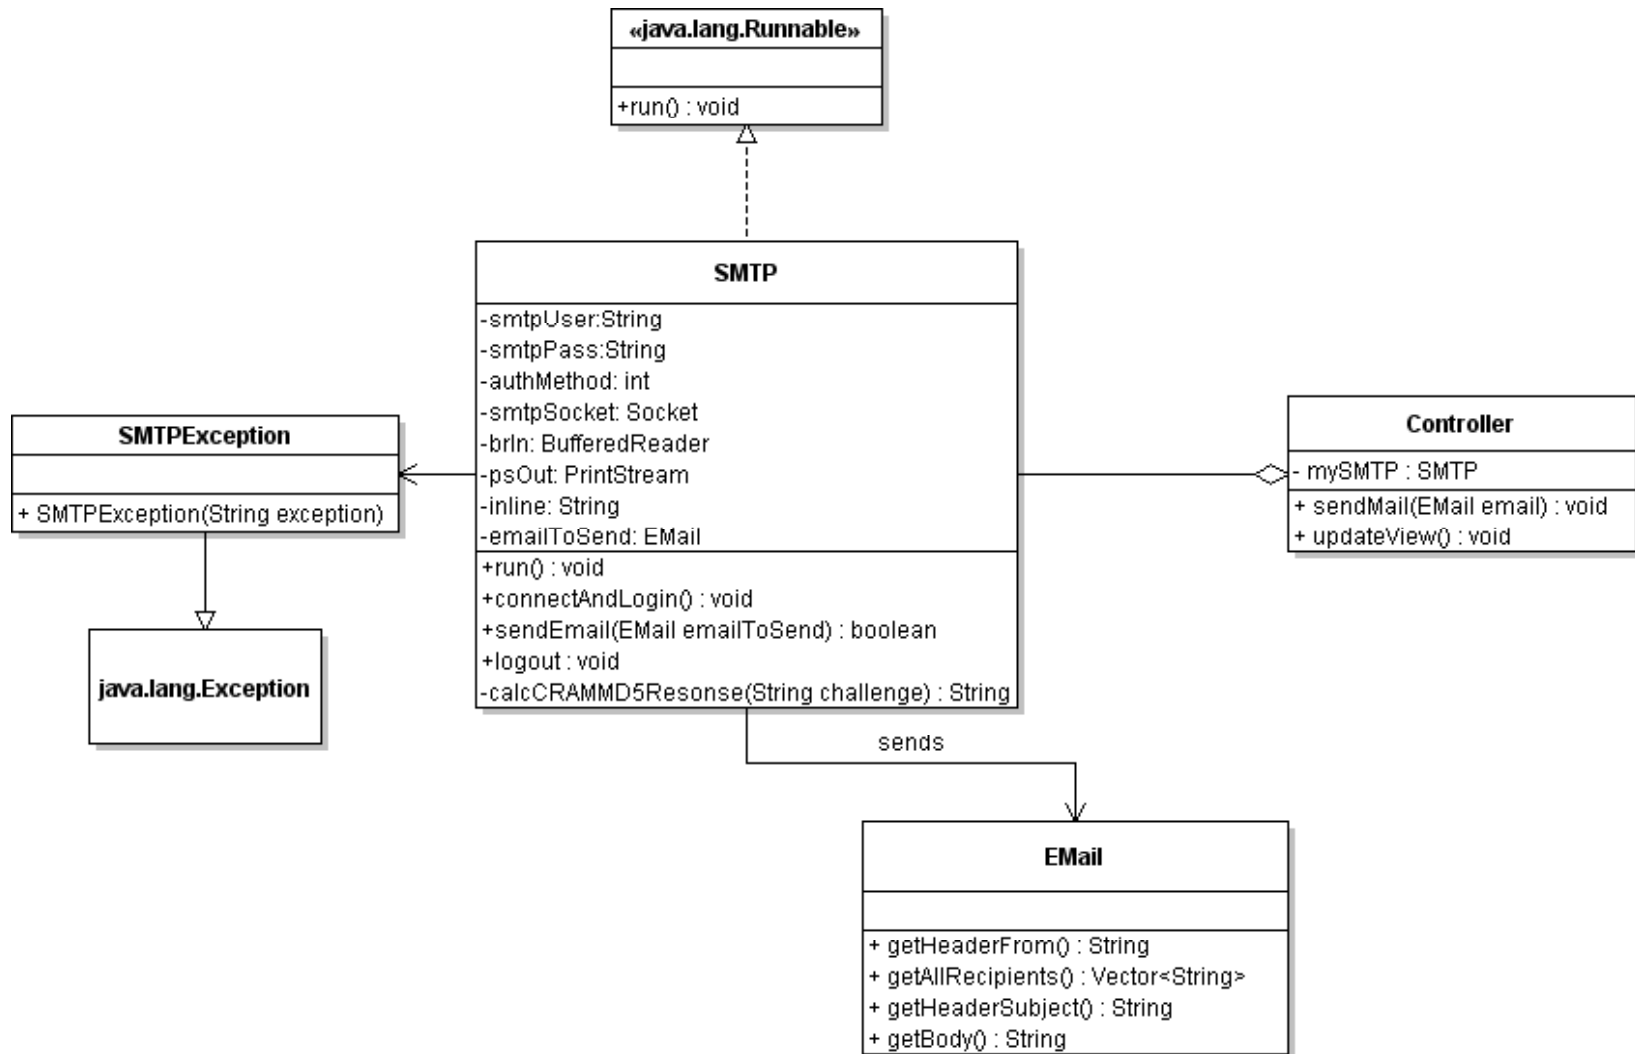 «java.lang.Runnable»
+run() : void
SMTP
-smtpUser:String
-smtpPass:String
-authMethod: int
-smtpSocket: Socket
-brIn: BufferedReader
-psOut: PrintStream
-inline: String
-emailToSend: EMail
+run() : void
+connectAndLogin() : void
+sendEmail(EMail emailToSend) : boolean
+logout : void
-calcCRAMMD5Resonse(String challenge) : String
SMTPException
+ SMTPException(String exception)
java.lang.Exception
Controller
- mySMTP : SMTP
+ sendMail(EMail email) : void
+ updateView() : void
sends
EMail
+ getHeaderFrom() : String
+ getAllRecipients() : Vector<String>
+ getHeaderSubject() : String
+ getBody() : String